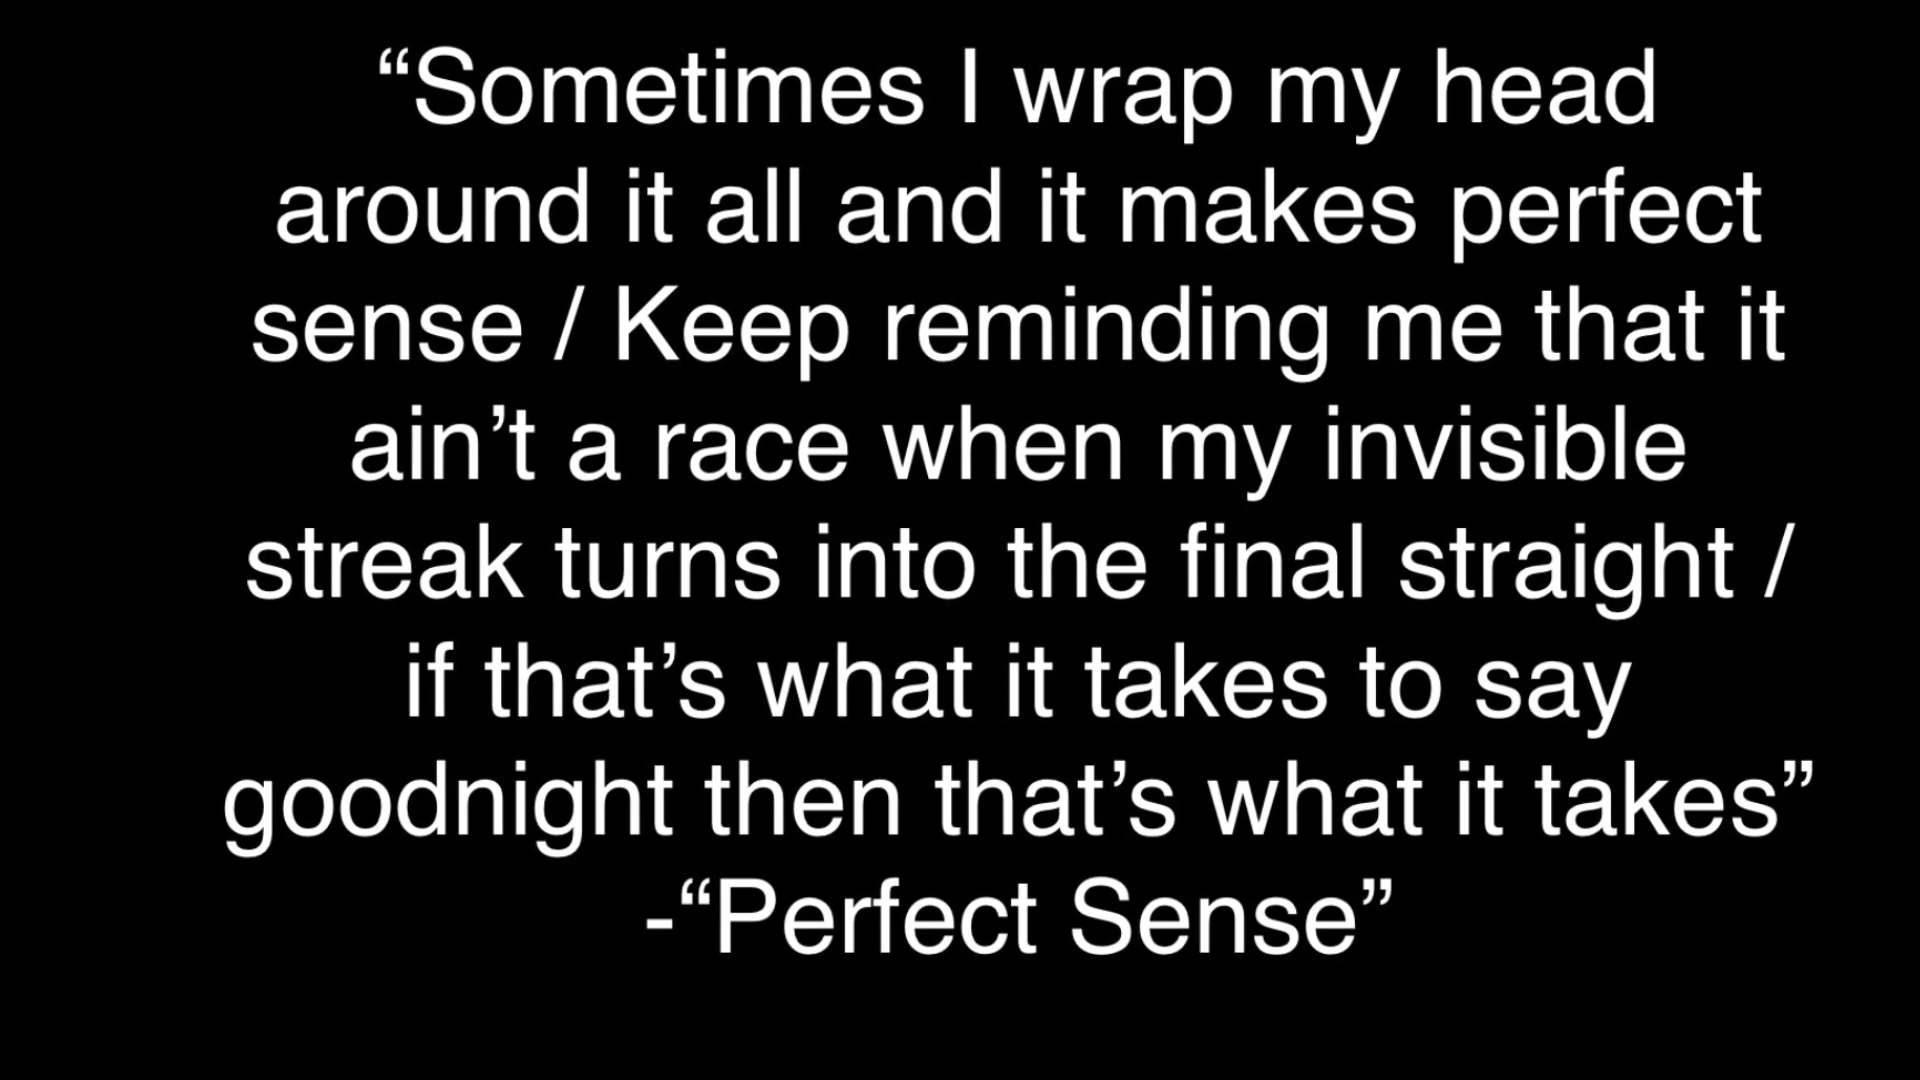 “Sometimes I wrap my head
around it all and it makes perfect
sense / Keep reminding me that it
ain’t a race when my invisible
streak turns into the final straight /
if that’s what it takes to say
goodnight then that’s what it takes”
-“Perfect Sense”